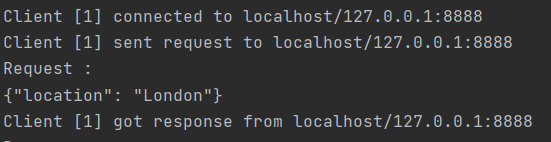 Client [1] connected to localhost/127.0.0.1:8888
Client [1] sent request to localhost/127.0.0.1:8888
Request :
{"location": "London"}
Client [1] got response from localhost/127.0.0.1:8888